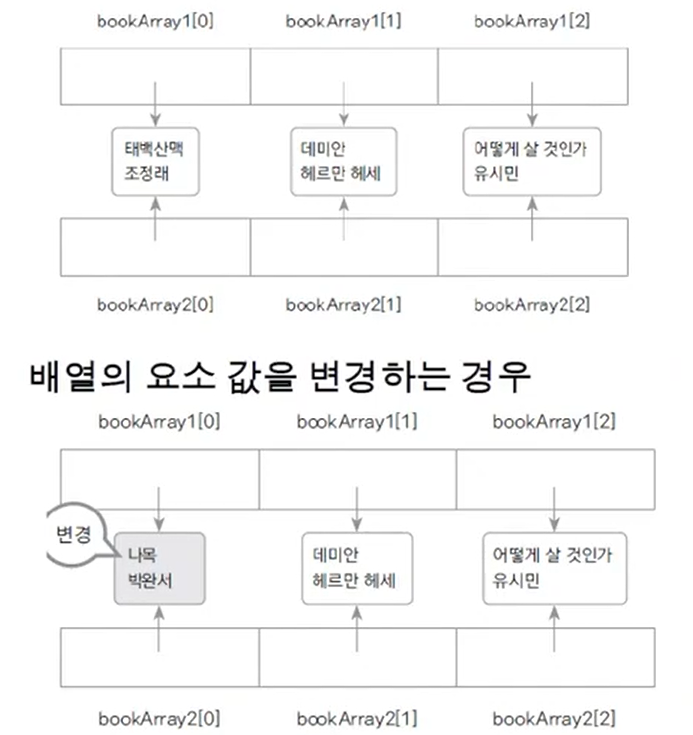 bookArray1[0] bookArray1[1] bookArray1[2]
태백산맥
조정래
데미안
헤르만 헤세
어떻게 살 것인가
유시민
bookArray2[0] bookArray2[1] bookArray2[2]
배열의 요소 값을 변경하는 경우
bookArray1[0] bookArray1[1] bookArray1[2]
변경
나목
박완서
데미안
헤르만 헤세
어떻게 살 것인가
유시민
bookArray2[0] bookArray2[1] bookArray2[2]